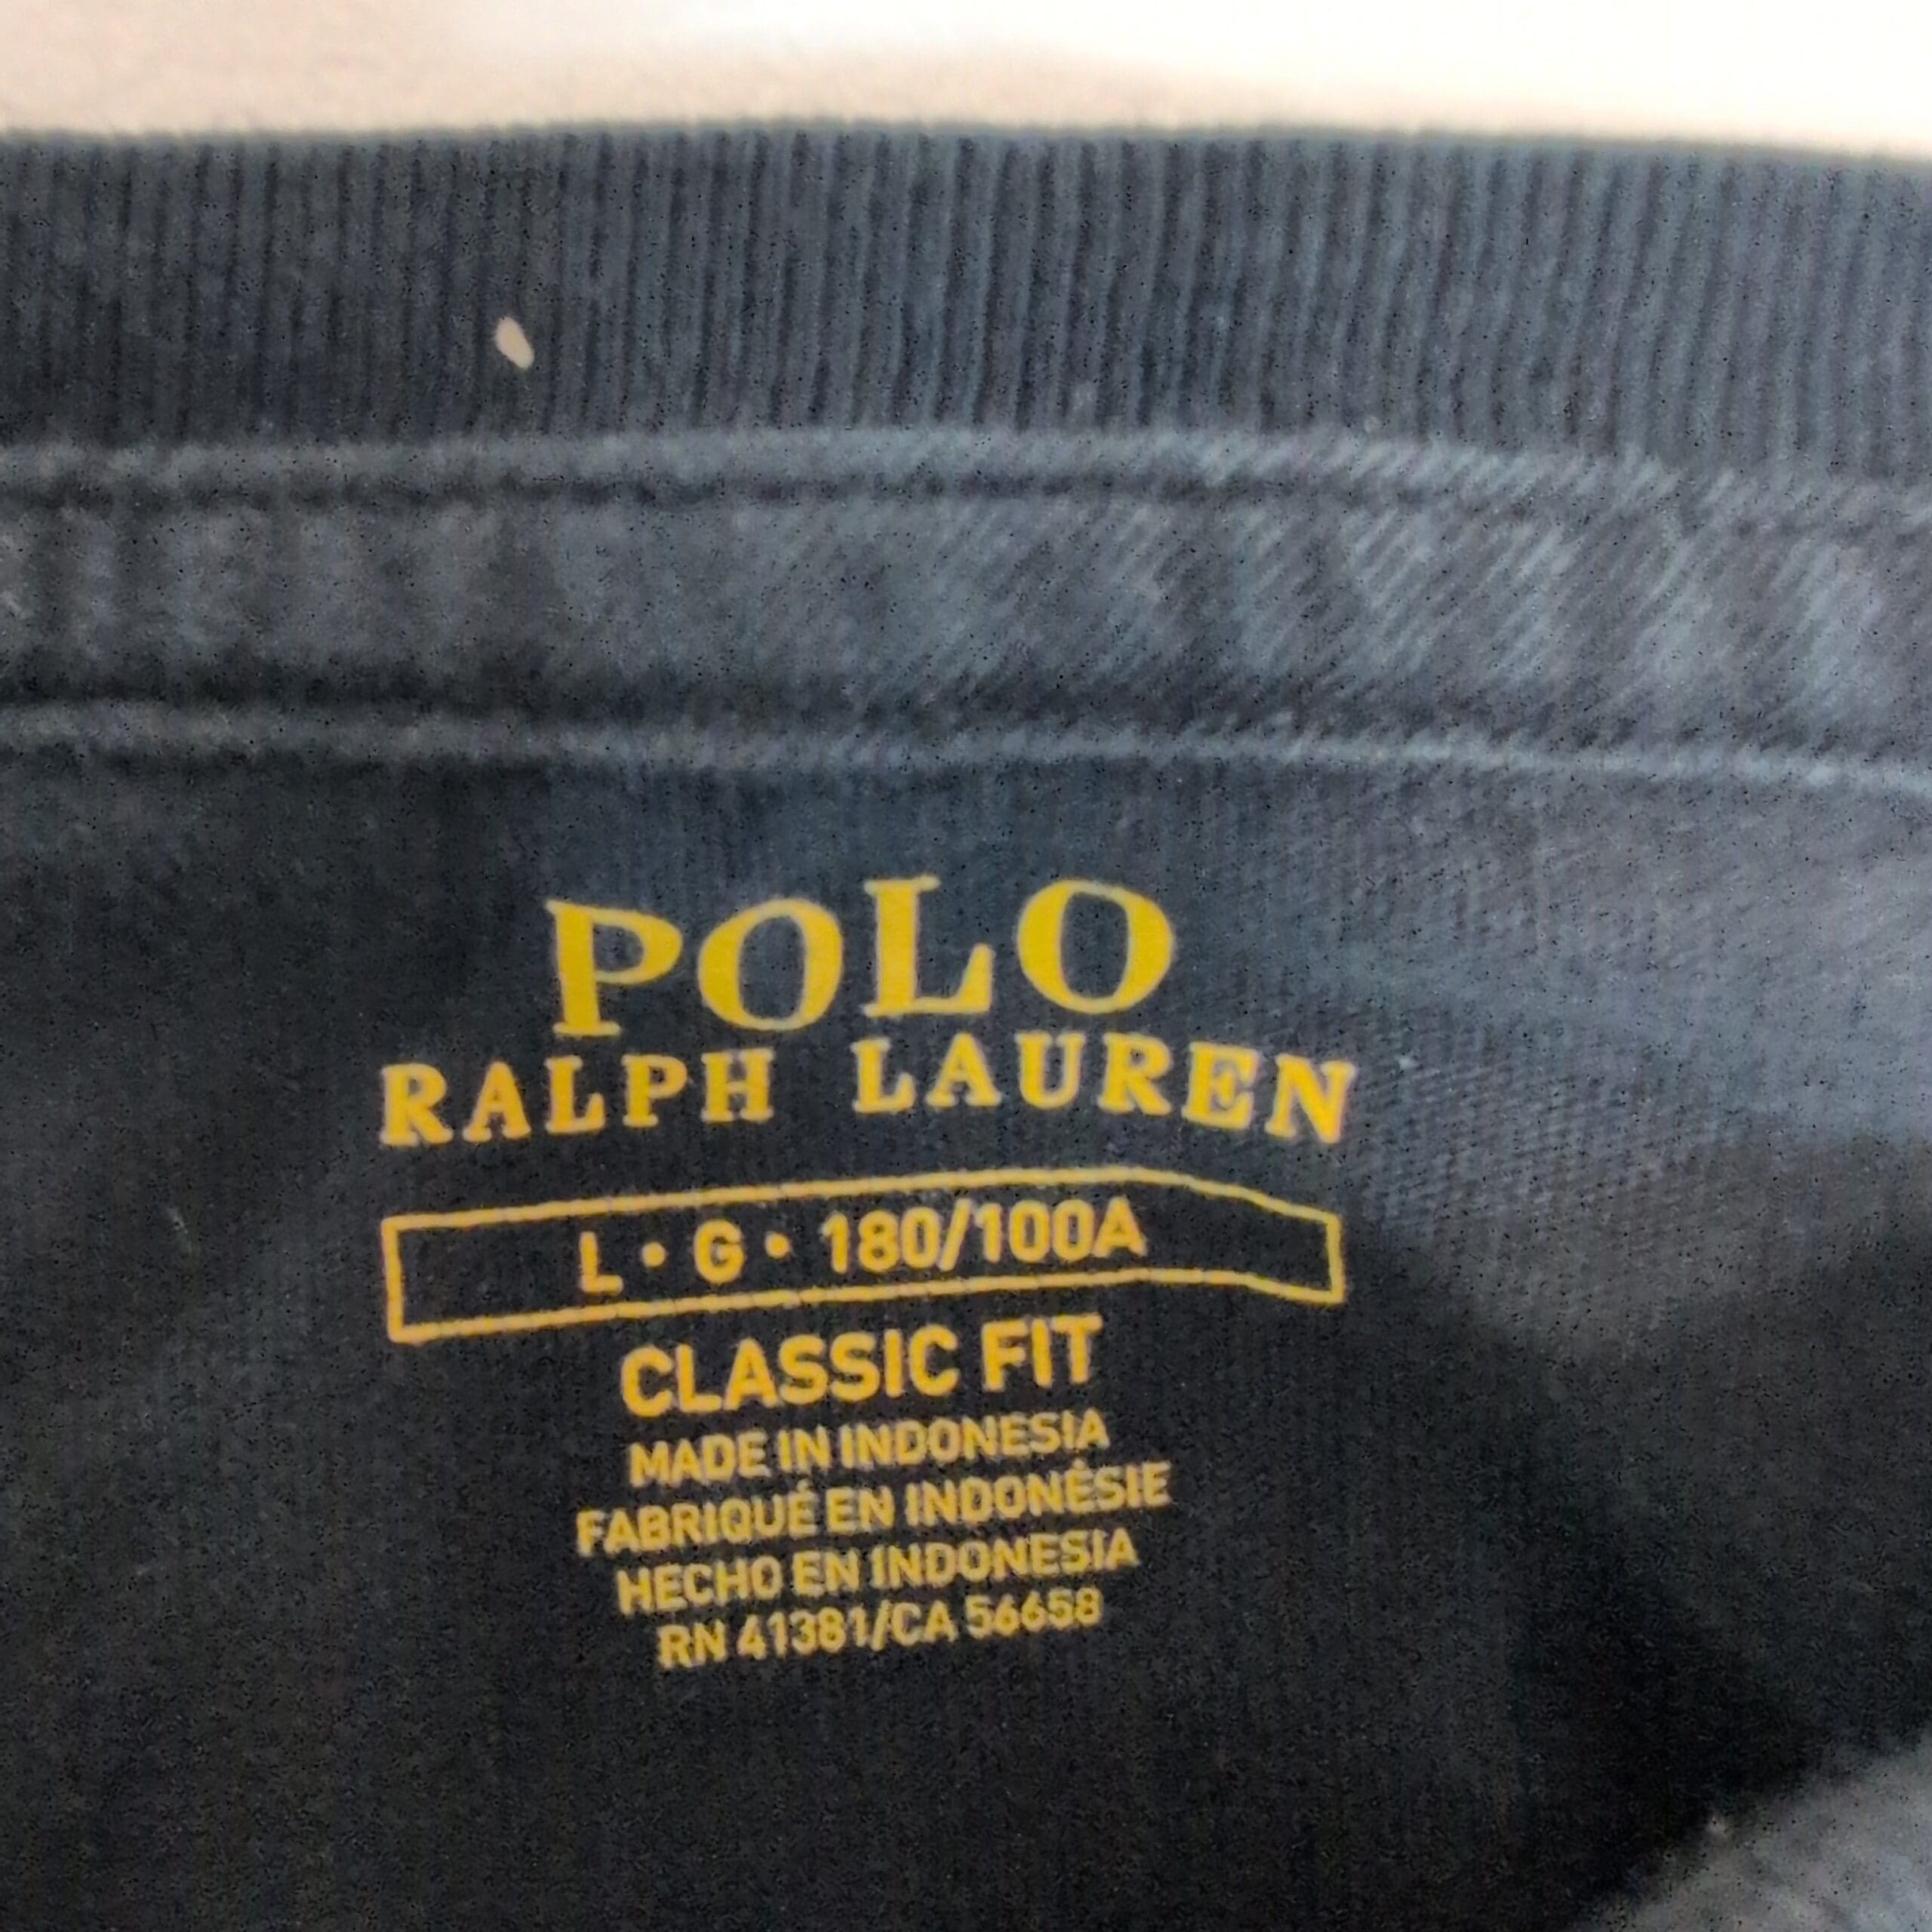 POLO
RALPH LAUREN
L • G • 180/100A
CLASSIC FIT
MADE IN INDONESIA
FABRIQUÉ EN INDONÉSIE
HECHO EN INDONESIA
RN 41381/CA 56658